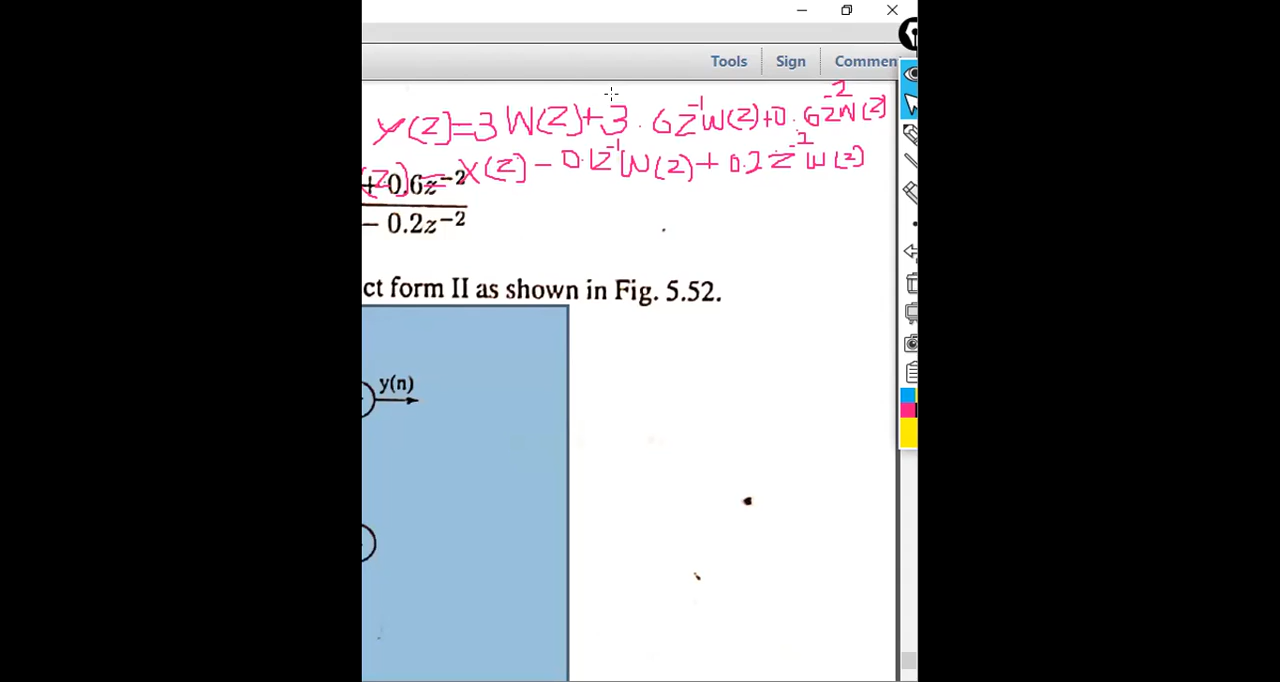 Tools Sign Commen
Y(Z)=3W(Z)+3.6Z⁻¹W(Z)+0.6Z⁻²W(Z)
(Z)=X(Z)-0.1Z⁻¹W(Z)+0.2Z⁻²W(Z)
+ 0.6z⁻²
- 0.2z⁻²
ct form II as shown in Fig. 5.52.
y(n)